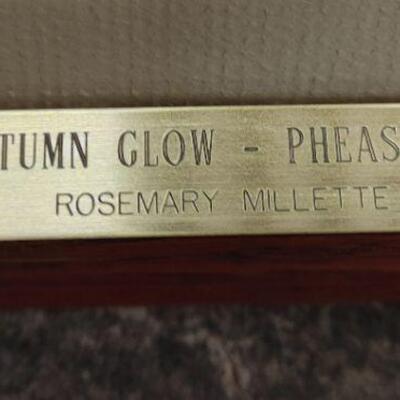 TUMN GLOW - PHEAS
ROSEMARY MILLETTE